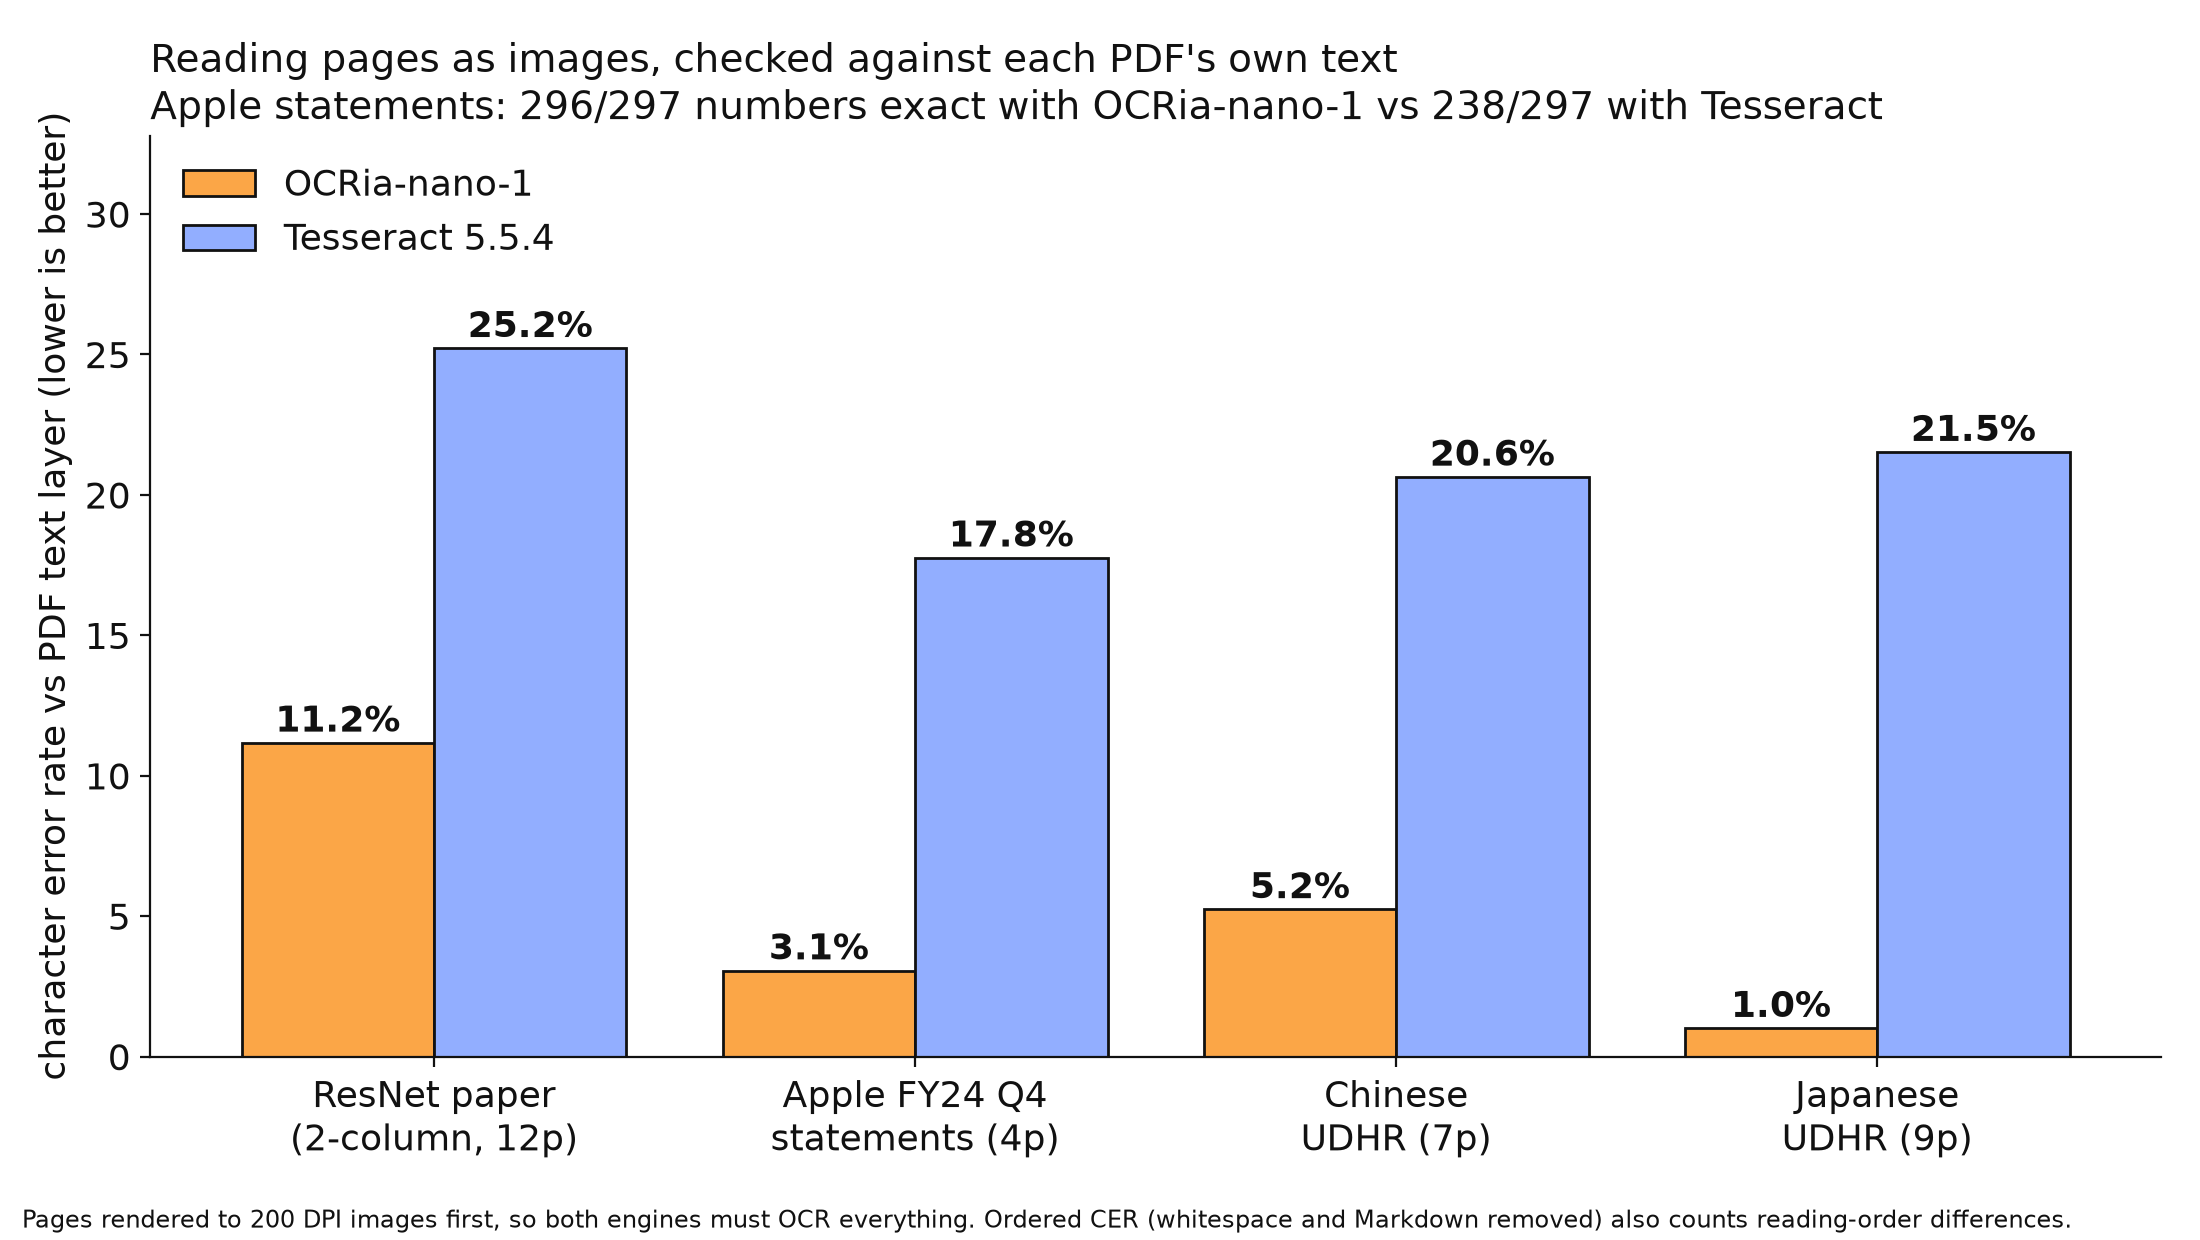 Reading pages as images, checked against each PDF's own text
Apple statements: 296/297 numbers exact with OCRia-nano-1 vs 238/297 with Tesseract
character error rate vs PDF text layer (lower is better)
OCRia-nano-1
Tesseract 5.5.4
30
25
20
15
10
5
0
11.2%
25.2%
3.1%
17.8%
5.2%
20.6%
1.0%
21.5%
ResNet paper
(2-column, 12p)
Apple FY24 Q4
statements (4p)
Chinese
UDHR (7p)
Japanese
UDHR (9p)
Pages rendered to 200 DPI images first, so both engines must OCR everything. Ordered CER (whitespace and Markdown removed) also counts reading-order differences.